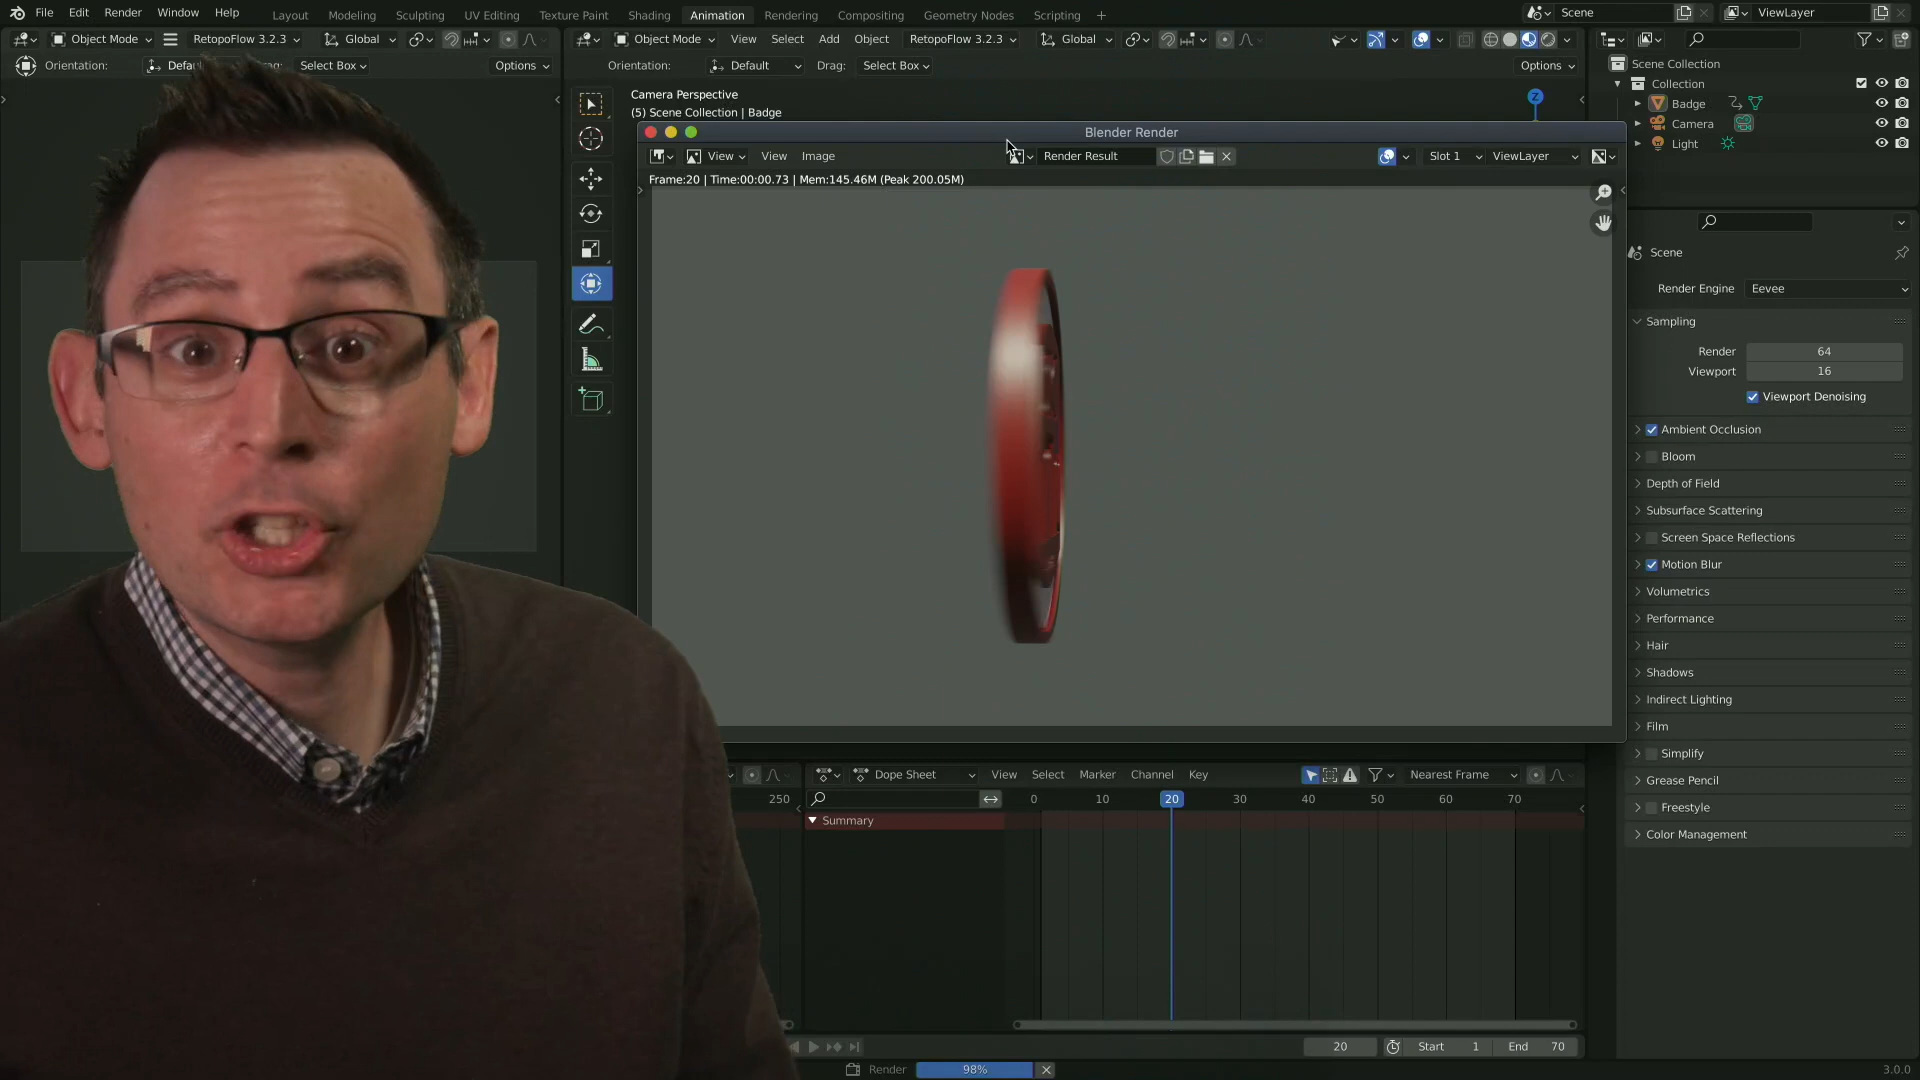 File Edit Render Window Help Layout Modeling Sculpting UV Editing Texture Paint Shading Animation Rendering Compositing Geometry Nodes Scripting + Scene ViewLayer
Object Mode RetopoFlow 3.2.3 Global Object Mode View Select Add Object RetopoFlow 3.2.3 Global
Orientation: Select Box Options Orientation: Default Drag: Select Box Options
Scene Collection
Collection
Badge
Camera
Light
Camera Perspective
(5) Scene Collection | Badge
Z
Blender Render
View View Image Render Result Slot 1 ViewLayer
Frame:20 | Time:00:00.73 | Mem:145.46M (Peak 200.05M)
Scene
Render Engine Eevee
Sampling
Render 64
Viewport 16
Viewport Denoising
Ambient Occlusion
Bloom
Depth of Field
Subsurface Scattering
Screen Space Reflections
Motion Blur
Volumetrics
Performance
Hair
Shadows
Indirect Lighting
Film
Simplify
Grease Pencil
Freestyle
Color Management
Dope Sheet View Select Marker Channel Key Nearest Frame
250 0 10 20 30 40 50 60 70
Summary
20 Start 1 End 70
Render 98% 3.0.0